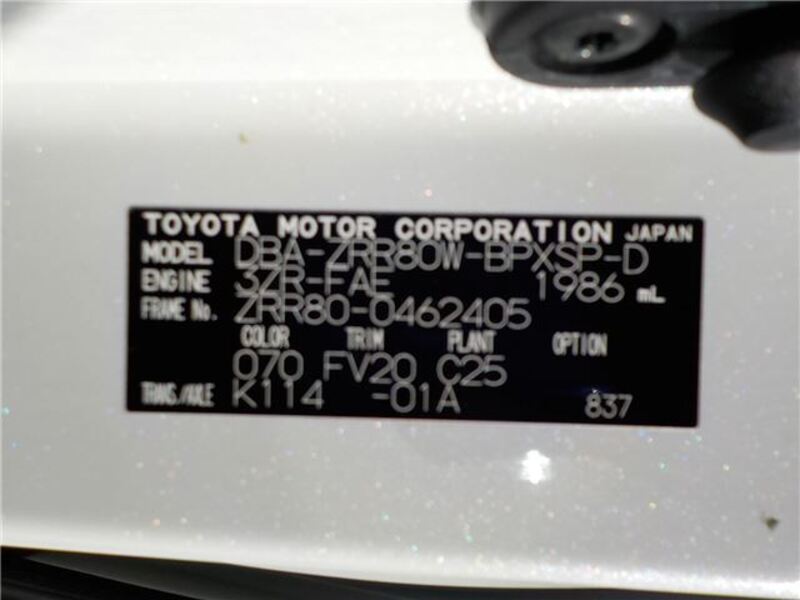 TOYOTA MOTOR CORPORATION JAPAN
MODEL DBA-ZRR80W-BPXSP-D
ENGINE 3ZR-FAE 1986 mL
FRAME No. ZRR80-0462405
COLOR TRIM PLANT OPTION
070 FV20 C25
TRANS./AXLE K114 -01A 837